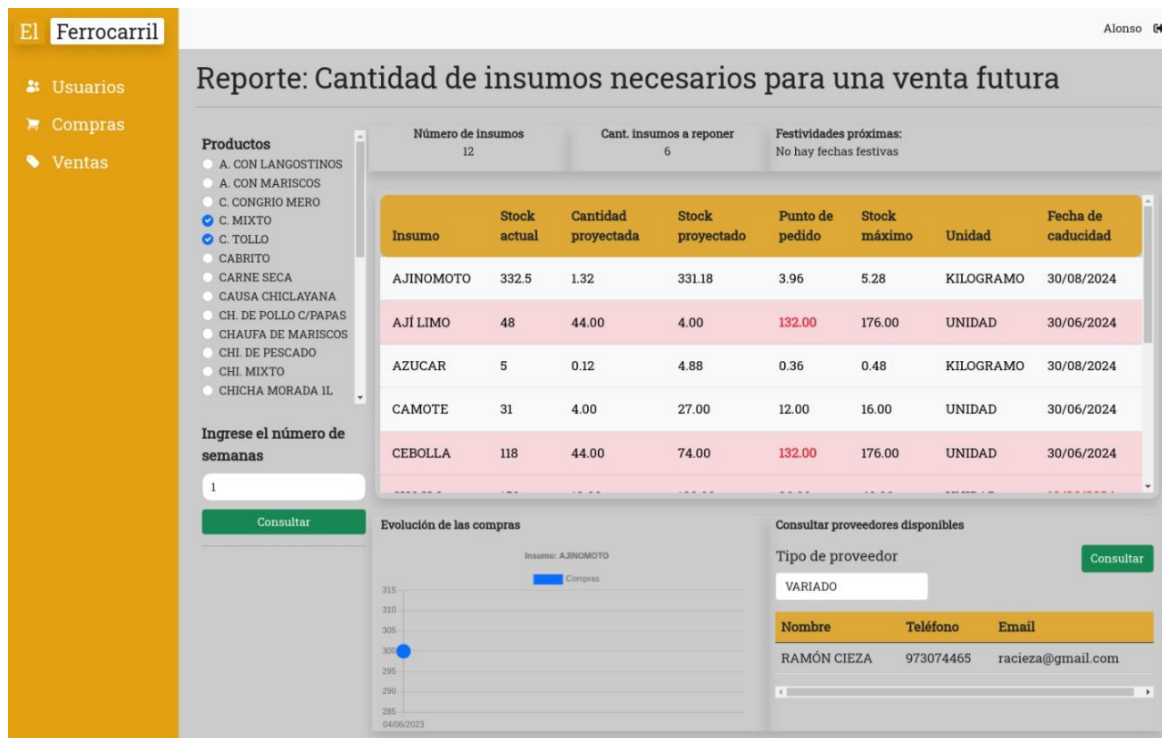 El Ferrocarril
Alonso
Usuarios
Compras
Ventas
Reporte: Cantidad de insumos necesarios para una venta futura
Productos
A. CON LANGOSTINOS
A. CON MARISCOS
C. CONGRIO MERO
C. MIXTO
C. TOLLO
CABRITO
CARNE SECA
CAUSA CHICLAYANA
CH. DE POLLO C/PAPAS
CHAUFA DE MARISCOS
CHI. DE PESCADO
CHI. MIXTO
CHICHA MORADA 1L
Ingrese el número de
semanas
1
Consultar
Número de insumos
12
Cant. insumos a reponer
6
Festividades próximas:
No hay fechas festivas
Insumo Stock actual Cantidad proyectada Stock proyectado Punto de pedido Stock máximo Unidad Fecha de caducidad
AJINOMOTO 332.5 1.32 331.18 3.96 5.28 KILOGRAMO 30/08/2024
AJÍ LIMO 48 44.00 4.00 132.00 176.00 UNIDAD 30/06/2024
AZUCAR 5 0.12 4.88 0.36 0.48 KILOGRAMO 30/08/2024
CAMOTE 31 4.00 27.00 12.00 16.00 UNIDAD 30/06/2024
CEBOLLA 118 44.00 74.00 132.00 176.00 UNIDAD 30/06/2024
Evolución de las compras
Insumo: AJINOMOTO
Compras
315
310
305
300
295
290
285
04/06/2023
Consultar proveedores disponibles
Tipo de proveedor
Consultar
VARIADO
Nombre Teléfono Email
RAMÓN CIEZA 973074465 racieza@gmail.com